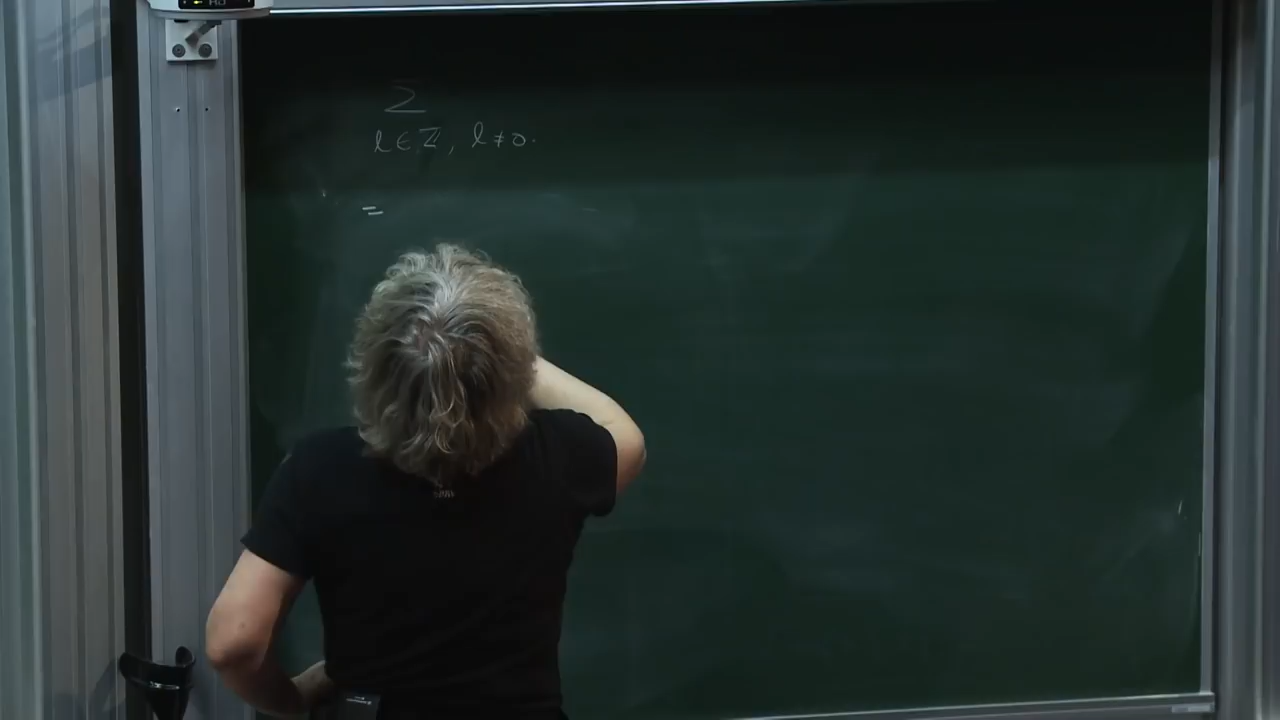 ∑
l ∈ ℤ, l ≠ 0.
=